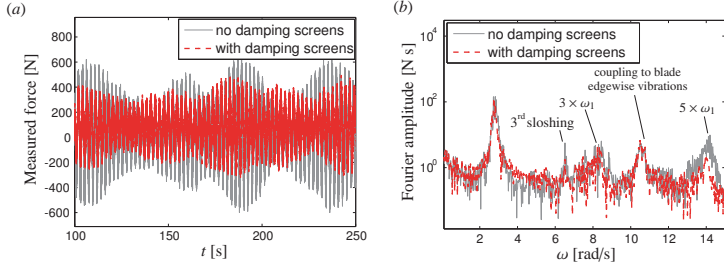 (a)
800
600
400
200
0
-200
-400
-600
Measured force [N]
no damping screens
with damping screens
100
150
200
250
t [s]
(b)
Fourier amplitude [N s]
10²
10⁰
no damping screens
with damping screens
coupling to blade
edgewise vibrations
3rd sloshing
3 × ω1
5 × ω1
2
4
6
8
10
12
14
ω [rad/s]